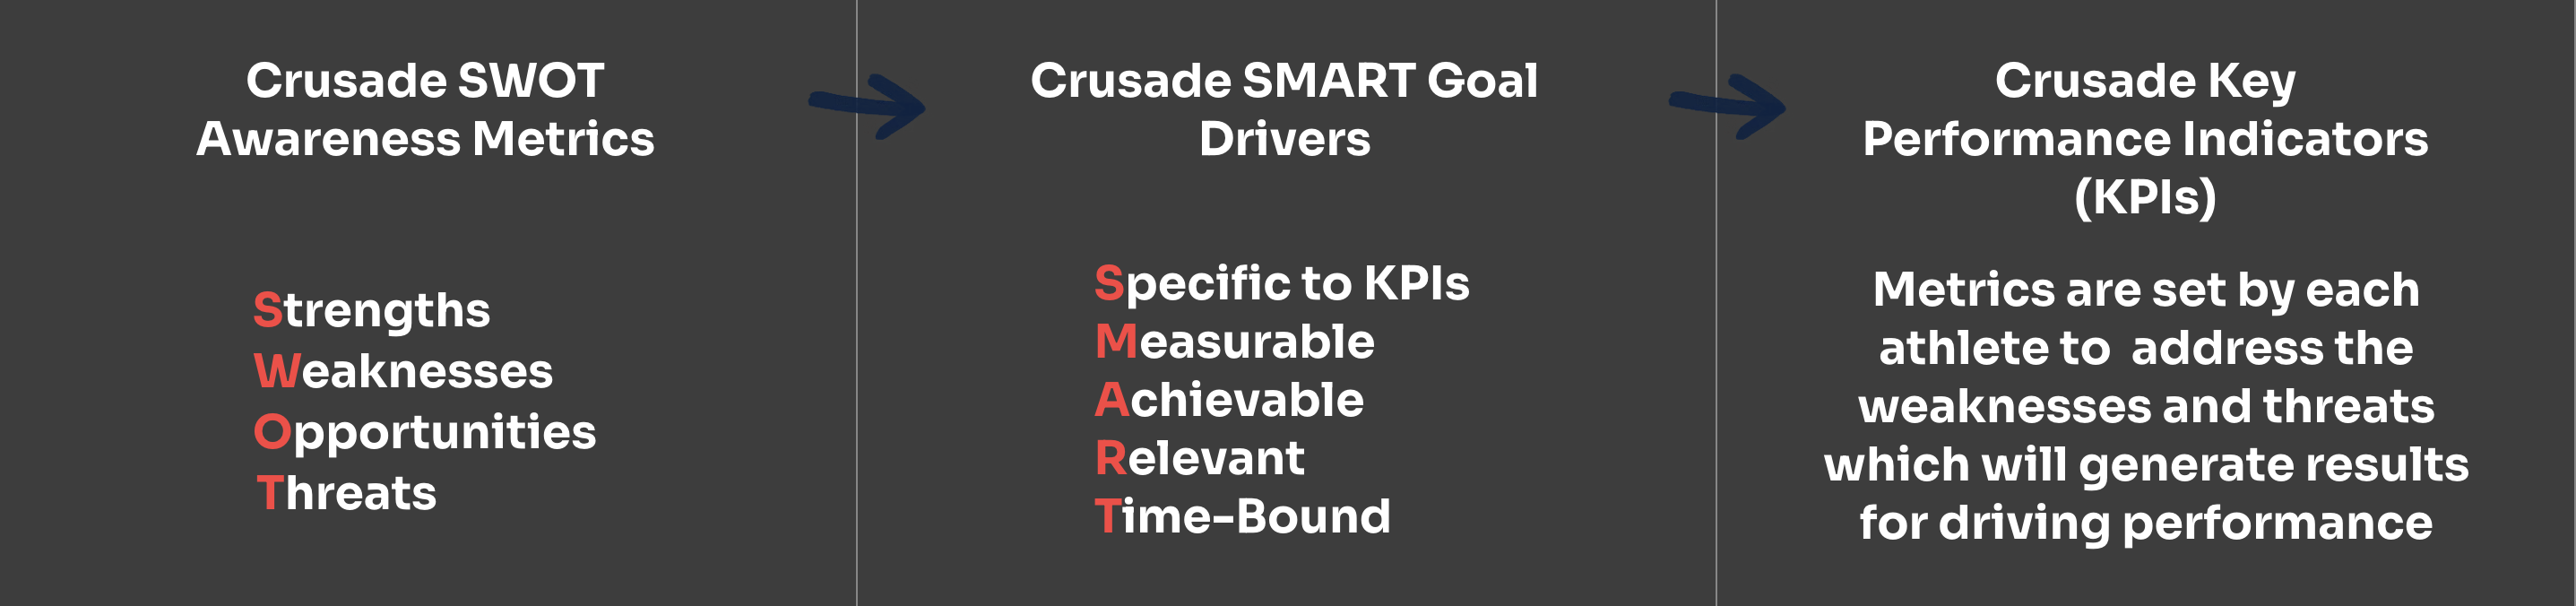 Crusade SWOT
Awareness Metrics
Strengths
Weaknesses
Opportunities
Threats
Crusade SMART Goal
Drivers
Specific to KPIs
Measurable
Achievable
Relevant
Time-Bound
Crusade Key
Performance Indicators
(KPIs)
Metrics are set by each
athlete to  address the
weaknesses and threats
which will generate results
for driving performance